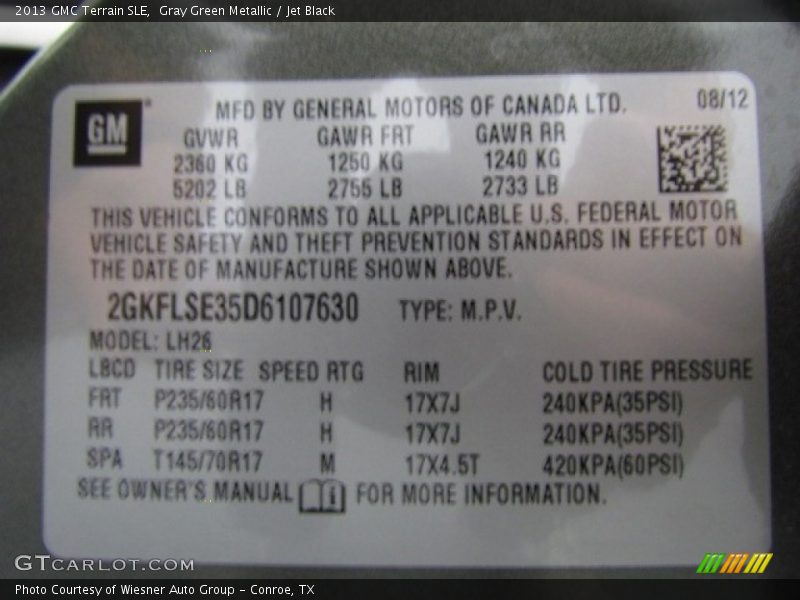 2013 GMC Terrain SLE, Gray Green Metallic / Jet Black
GM
MFD BY GENERAL MOTORS OF CANADA LTD. 08/12
GVWR GAWR FRT GAWR RR
2360 KG 1250 KG 1240 KG
5202 LB 2755 LB 2733 LB
THIS VEHICLE CONFORMS TO ALL APPLICABLE U.S. FEDERAL MOTOR
VEHICLE SAFETY AND THEFT PREVENTION STANDARDS IN EFFECT ON
THE DATE OF MANUFACTURE SHOWN ABOVE.
2GKFLSE35D6107630 TYPE: M.P.V.
MODEL: LH26
LBCD TIRE SIZE SPEED RTG RIM COLD TIRE PRESSURE
FRT P235/60R17 H 17X7J 240KPA(35PSI)
RR P235/60R17 H 17X7J 240KPA(35PSI)
SPA T145/70R17 M 17X4.5T 420KPA(60PSI)
SEE OWNER'S MANUAL FOR MORE INFORMATION.
GTCARLOT.COM
Photo Courtesy of Wiesner Auto Group - Conroe, TX